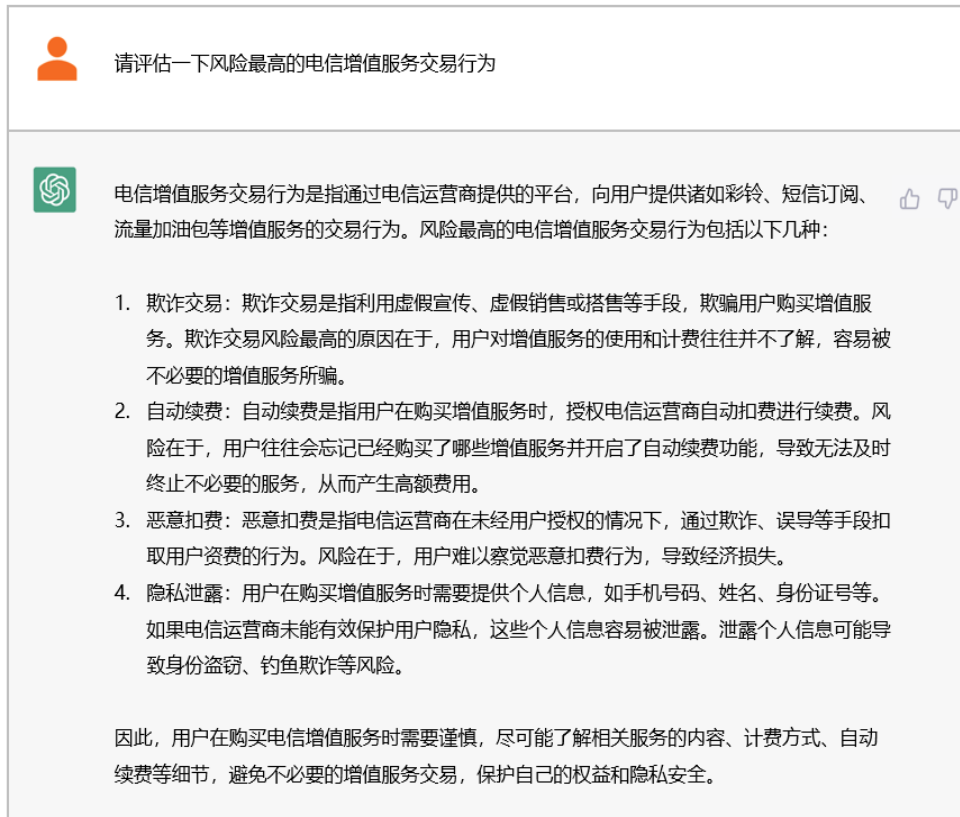 请评估一下风险最高的电信增值服务交易行为
电信增值服务交易行为是指通过电信运营商提供的平台，向用户提供诸如彩铃、短信订阅、
流量加油包等增值服务的交易行为。风险最高的电信增值服务交易行为包括以下几种：
1. 欺诈交易：欺诈交易是指利用虚假宣传、虚假销售或搭售等手段，欺骗用户购买增值服
务。欺诈交易风险最高的原因在于，用户对增值服务的使用和计费往往并不了解，容易被
不必要的增值服务所骗。
2. 自动续费：自动续费是指用户在购买增值服务时，授权电信运营商自动扣费进行续费。风
险在于，用户往往会忘记已经购买了哪些增值服务并开启了自动续费功能，导致无法及时
终止不必要的服务，从而产生高额费用。
3. 恶意扣费：恶意扣费是指电信运营商在未经用户授权的情况下，通过欺诈、误导等手段扣
取用户资费的行为。风险在于，用户难以察觉恶意扣费行为，导致经济损失。
4. 隐私泄露：用户在购买增值服务时需要提供个人信息，如手机号码、姓名、身份证号等。
如果电信运营商未能有效保护用户隐私，这些个人信息容易被泄露。泄露个人信息可能导
致身份盗窃、钓鱼欺诈等风险。
因此，用户在购买电信增值服务时需要谨慎，尽可能了解相关服务的内容、计费方式、自动
续费等细节，避免不必要的增值服务交易，保护自己的权益和隐私安全。